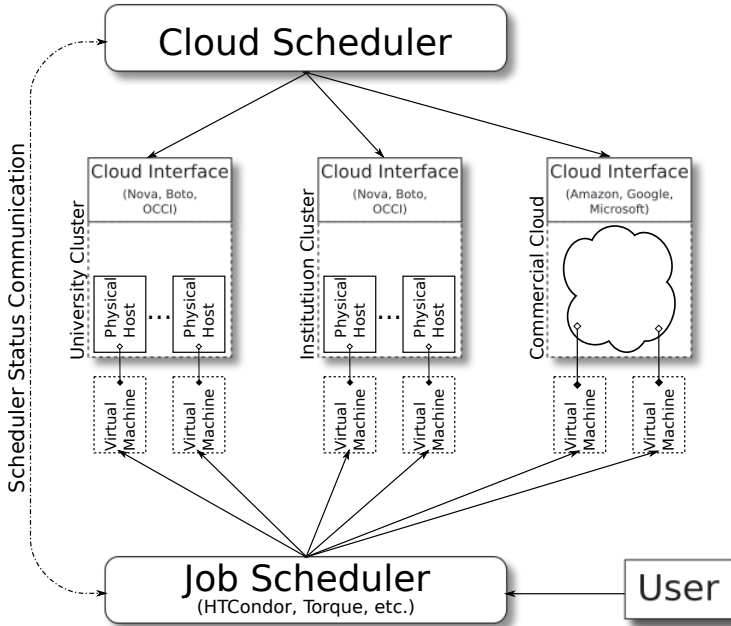 Cloud Scheduler
Scheduler Status Communication
University Cluster
Cloud Interface
(Nova, Boto,
OCCI)
Physical
Host
...
Physical
Host
Virtual
Machine
Virtual
Machine
Institutiuon Cluster
Cloud Interface
(Nova, Boto,
OCCI)
Physical
Host
...
Physical
Host
Virtual
Machine
Virtual
Machine
Commercial Cloud
Cloud Interface
(Amazon, Google,
Microsoft)
Virtual
Machine
Virtual
Machine
Job Scheduler
(HTCondor, Torque, etc.)
User